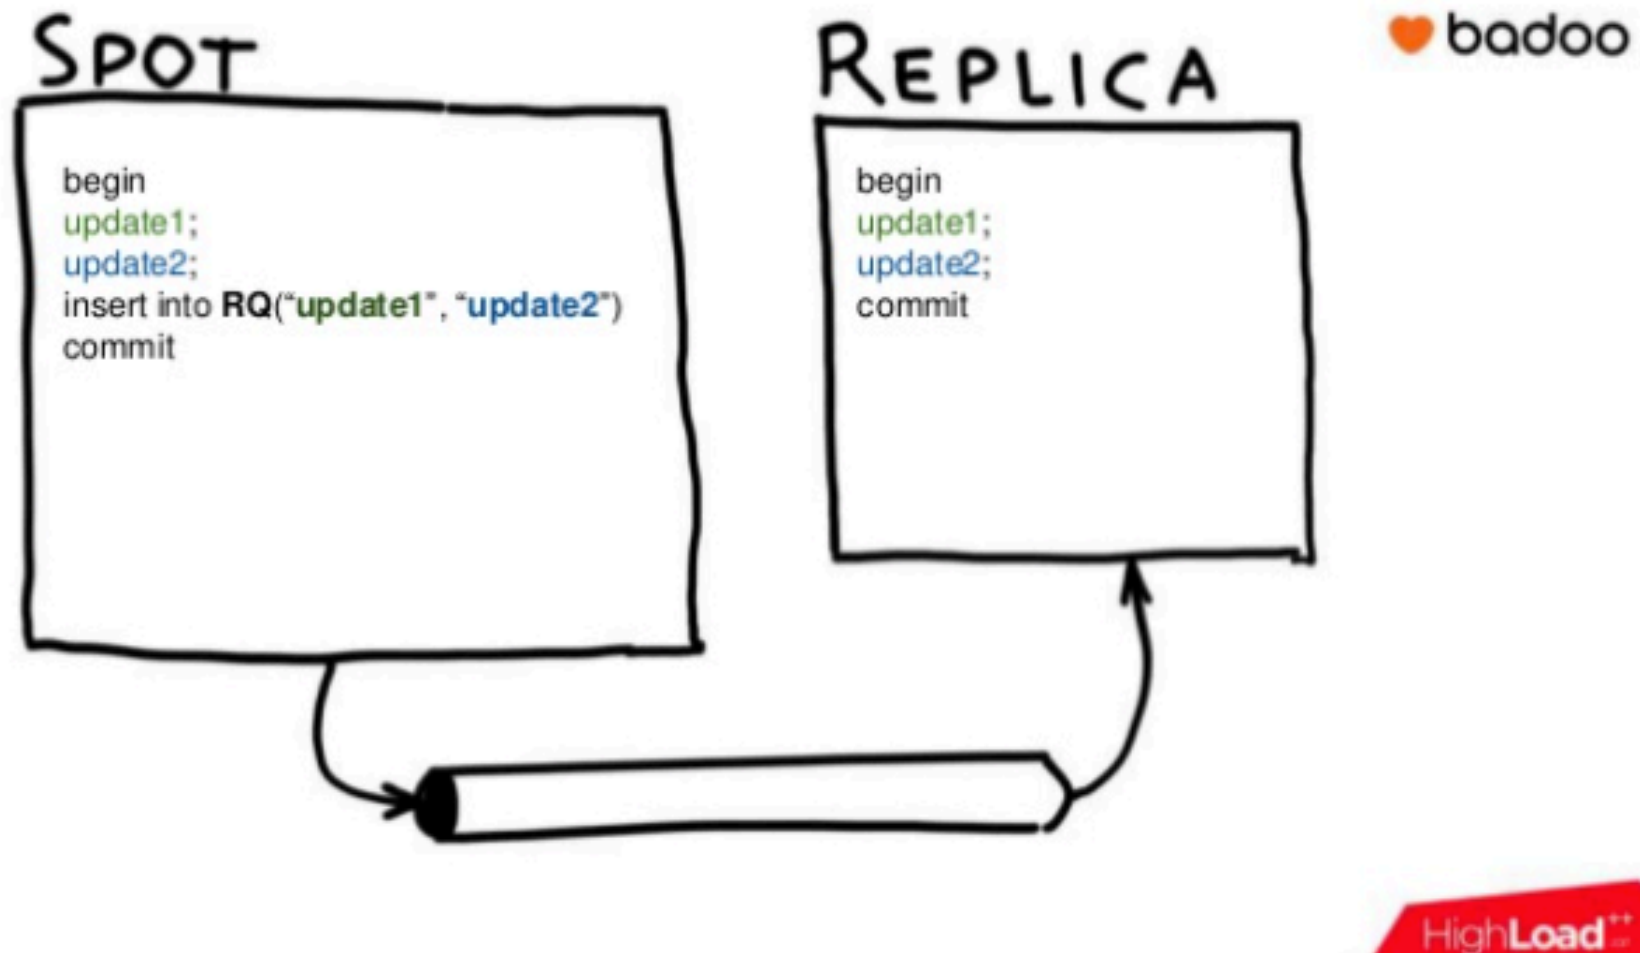 SPOT
begin
update1;
update2;
insert into RQ(“update1”, “update2”)
commit
REPLICA
begin
update1;
update2;
commit
badoo
HighLoad++